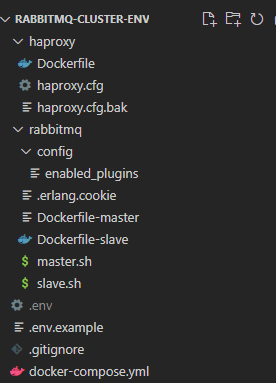 RABBITMQ-CLUSTER-ENV
haproxy
Dockerfile
haproxy.cfg
haproxy.cfg.bak
rabbitmq
config
enabled_plugins
.erlang.cookie
Dockerfile-master
Dockerfile-slave
master.sh
slave.sh
.env
.env.example
.gitignore
docker-compose.yml